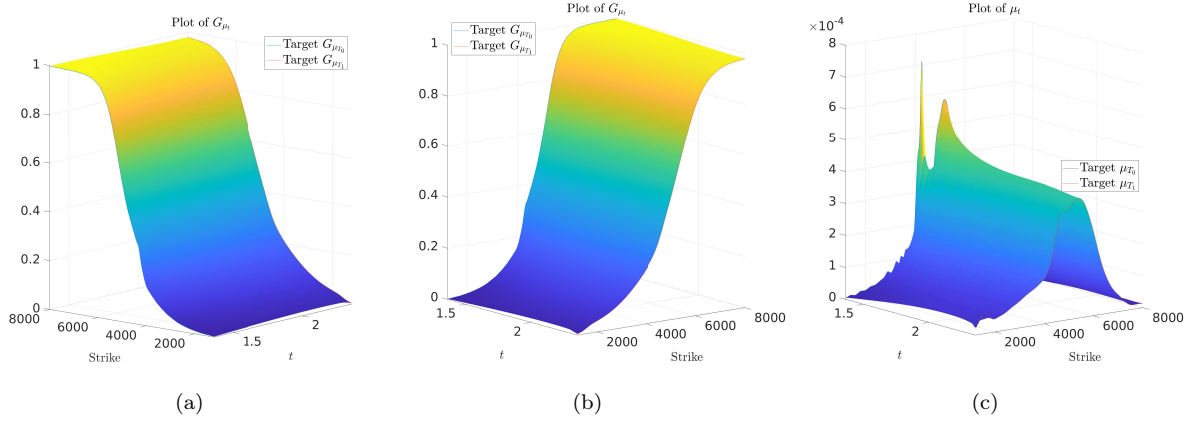 Plot of G_{μ_t}
Target G_{μ_{T_0}}
Target G_{μ_{T_1}}
1
0.8
0.6
0.4
0.2
0
8000
6000
4000
2000
Strike
1.5
2
t
(a)
Plot of G_{μ_t}
Target G_{μ_{T_0}}
Target G_{μ_{T_1}}
1
0.8
0.6
0.4
0.2
0
1.5
2
t
2000
4000
6000
8000
Strike
(b)
Plot of μ_t
×10^{-4}
Target μ_{T_0}
Target μ_{T_1}
8
7
6
5
4
3
2
1
0
1.5
2
t
2000
4000
6000
8000
Strike
(c)